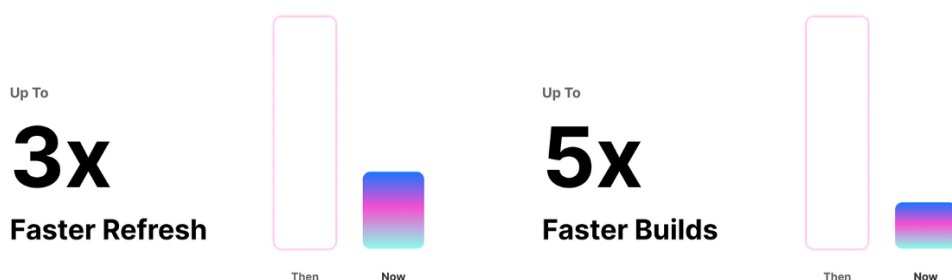 Up To
3x
Faster Refresh
Then
Now
Up To
5x
Faster Builds
Then
Now